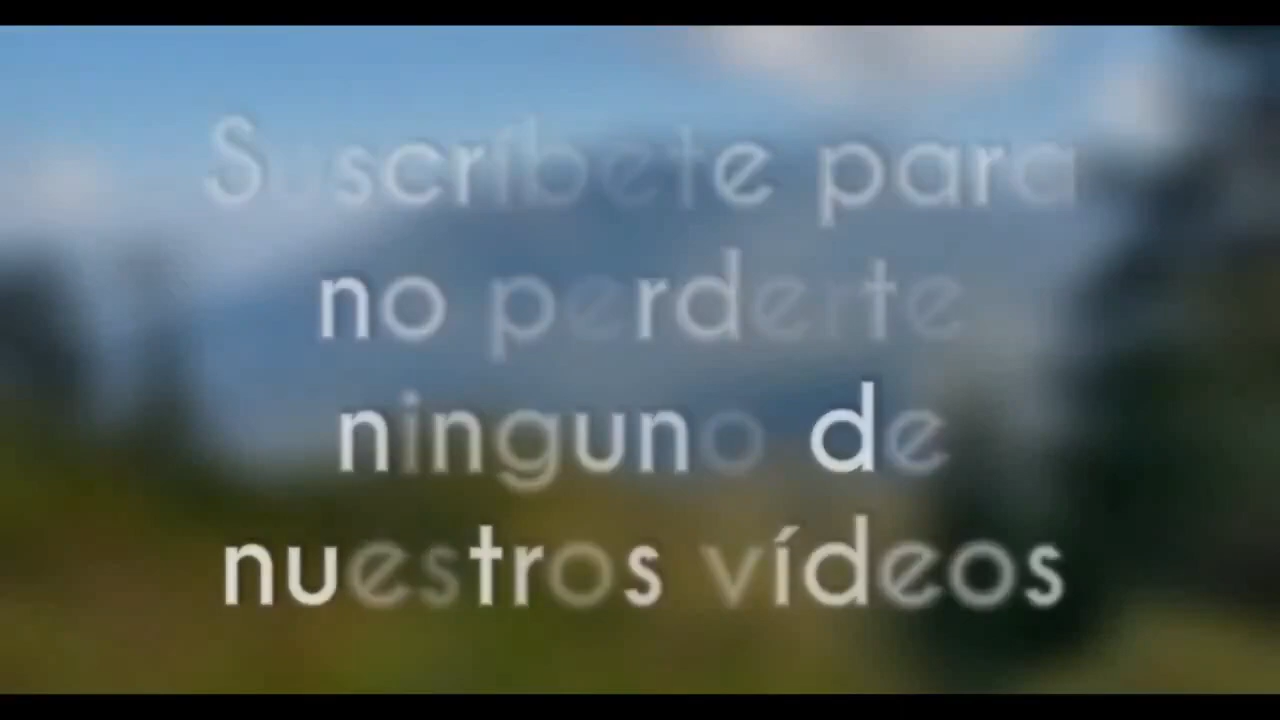 Suscríbete para
no perderte
ninguno de
nuestros vídeos